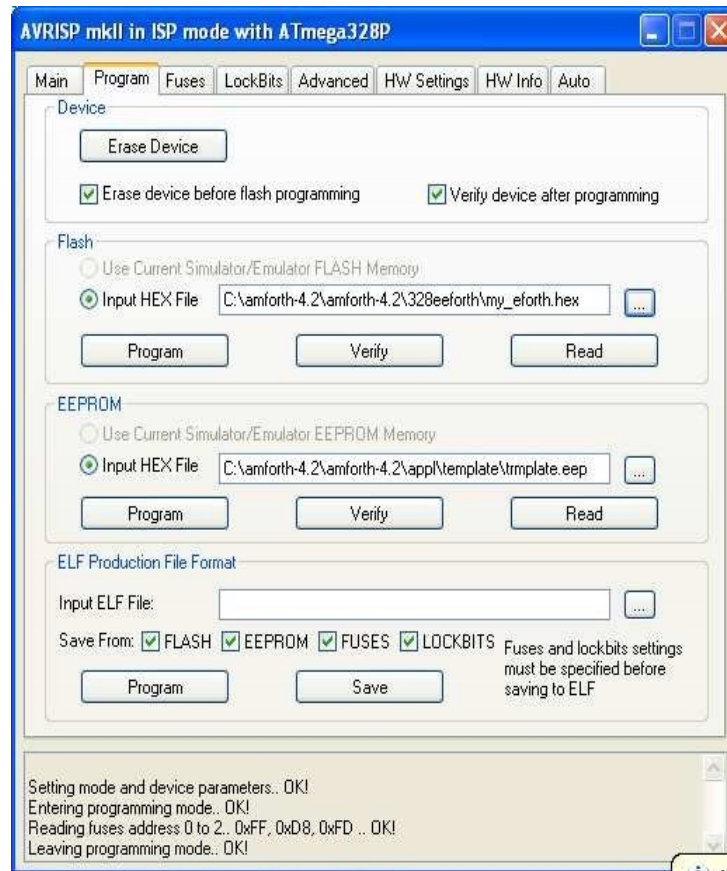 AVRISP mkII in ISP mode with ATmega328P
Main Program Fuses LockBits Advanced HW Settings HW Info Auto
Device
Erase Device
Erase device before flash programming Verify device after programming
Flash
Use Current Simulator/Emulator FLASH Memory
Input HEX File C:\amforth-4.2\amforth-4.2\328eeforth\my_eforth.hex ...
Program Verify Read
EEPROM
Use Current Simulator/Emulator EEPROM Memory
Input HEX File C:\amforth-4.2\amforth-4.2\appl\template\trmplate.eep ...
Program Verify Read
ELF Production File Format
Input ELF File: ...
Save From: FLASH EEPROM FUSES LOCKBITS Fuses and lockbits settings
must be specified before
saving to ELF
Program Save
Setting mode and device parameters.. OK!
Entering programming mode.. OK!
Reading fuses address 0 to 2.. 0xFF, 0xD8, 0xFD .. OK!
Leaving programming mode.. OK!